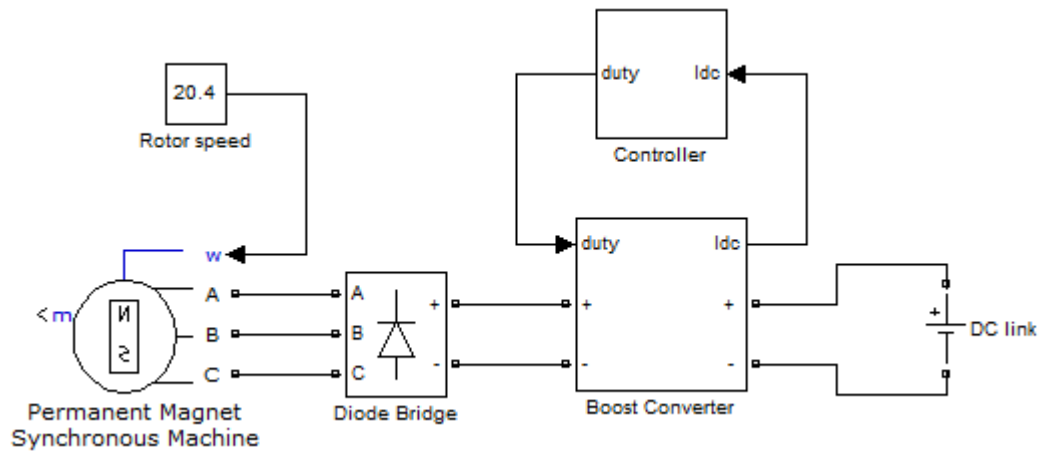 20.4
Rotor speed
duty
Idc
Controller
w
A
B
C
<m
N
S
Permanent Magnet
Synchronous Machine
A
B
C
+
-
Diode Bridge
duty
Idc
+
-
+
-
Boost Converter
+
DC link